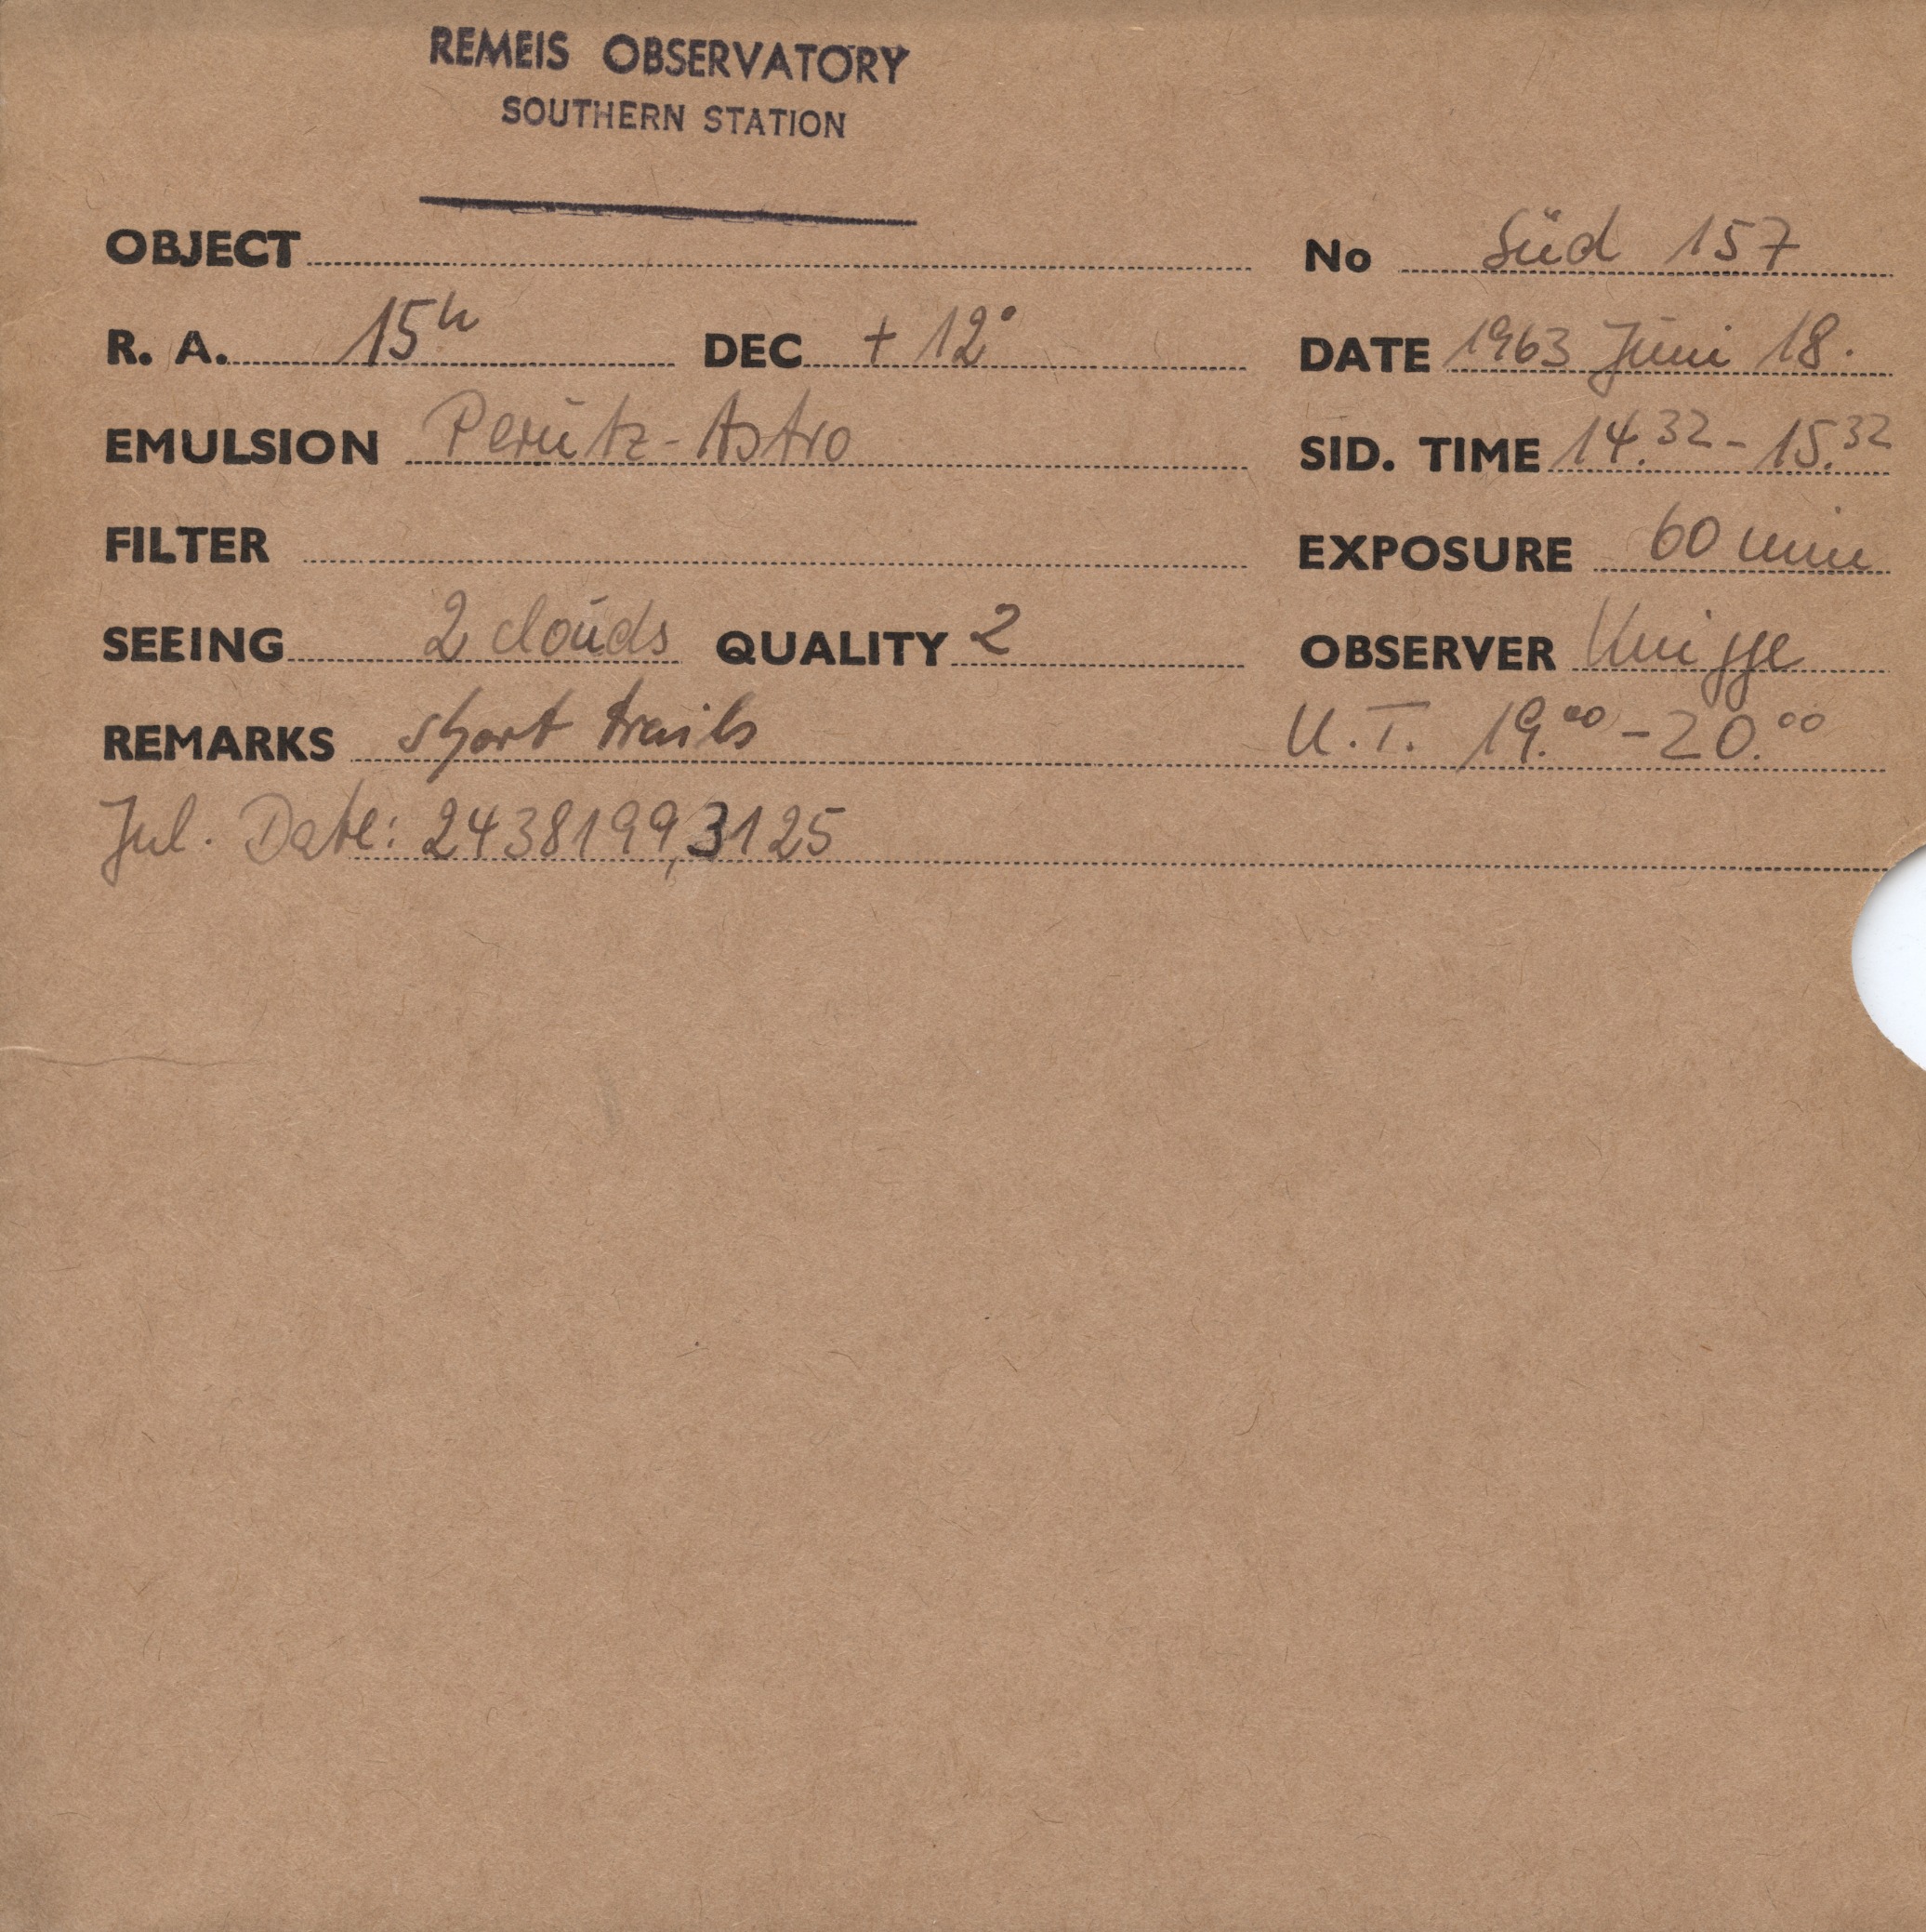 REMEIS OBSERVATORY
SOUTHERN STATION
OBJECT No Süd 157
R. A. 15h DEC + 12° DATE 1963 Juni 18.
EMULSION Perutz-Astro SID. TIME 14.32 - 15.32
FILTER EXPOSURE 60 min
SEEING 2 clouds QUALITY 2 OBSERVER Knigge
REMARKS short trails U.T. 19.00 - 20.00
Jul. Date: 2438199,3125